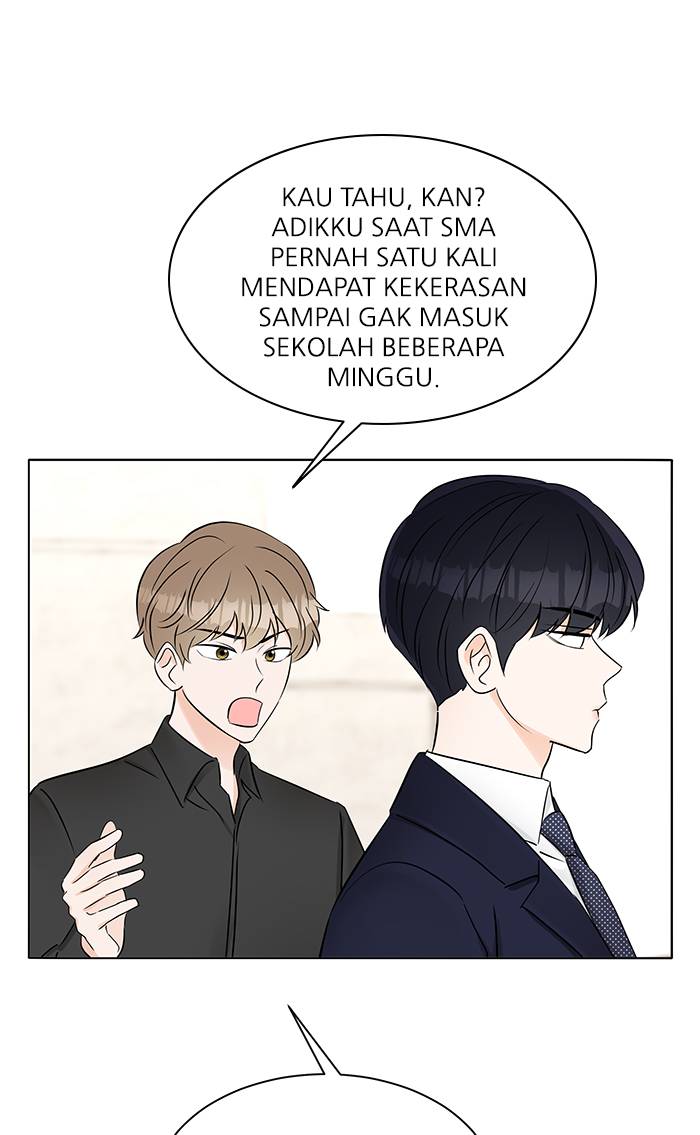 KAU TAHU, KAN?
ADIKKU SAAT SMA
PERNAH SATU KALI
MENDAPAT KEKERASAN
SAMPAI GAK MASUK
SEKOLAH BEBERAPA
MINGGU.